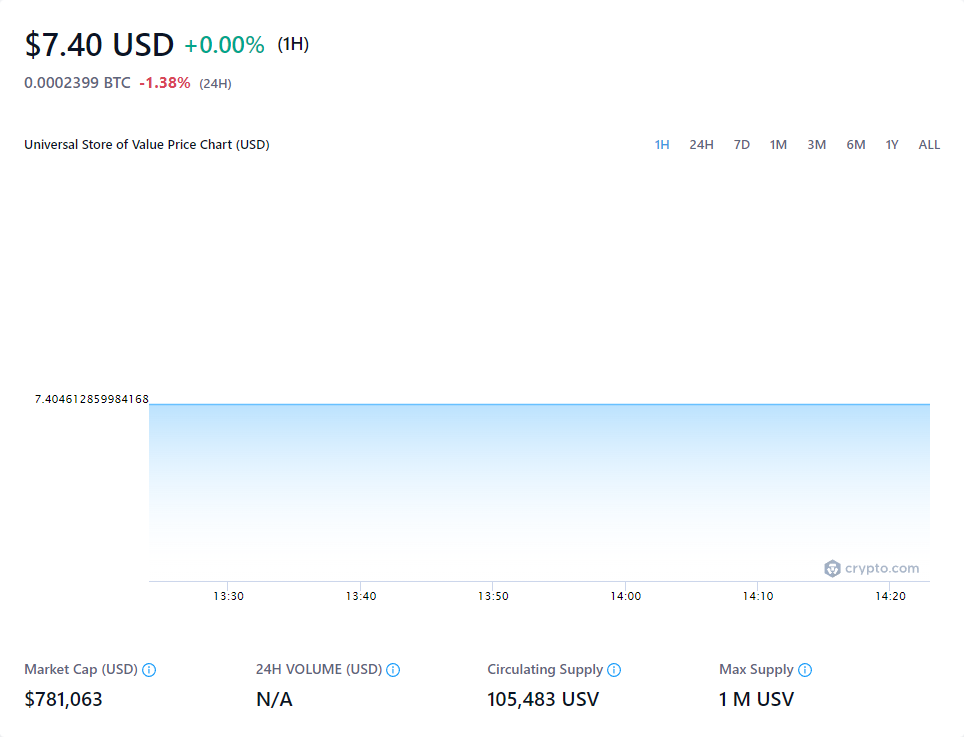 $7.40 USD +0.00% (1H)
0.0002399 BTC -1.38% (24H)
Universal Store of Value Price Chart (USD) 1H 24H 7D 1M 3M 6M 1Y ALL
7.404612859984168
crypto.com
13:30 13:40 13:50 14:00 14:10 14:20
Market Cap (USD) 24H VOLUME (USD) Circulating Supply Max Supply
$781,063 N/A 105,483 USV 1 M USV